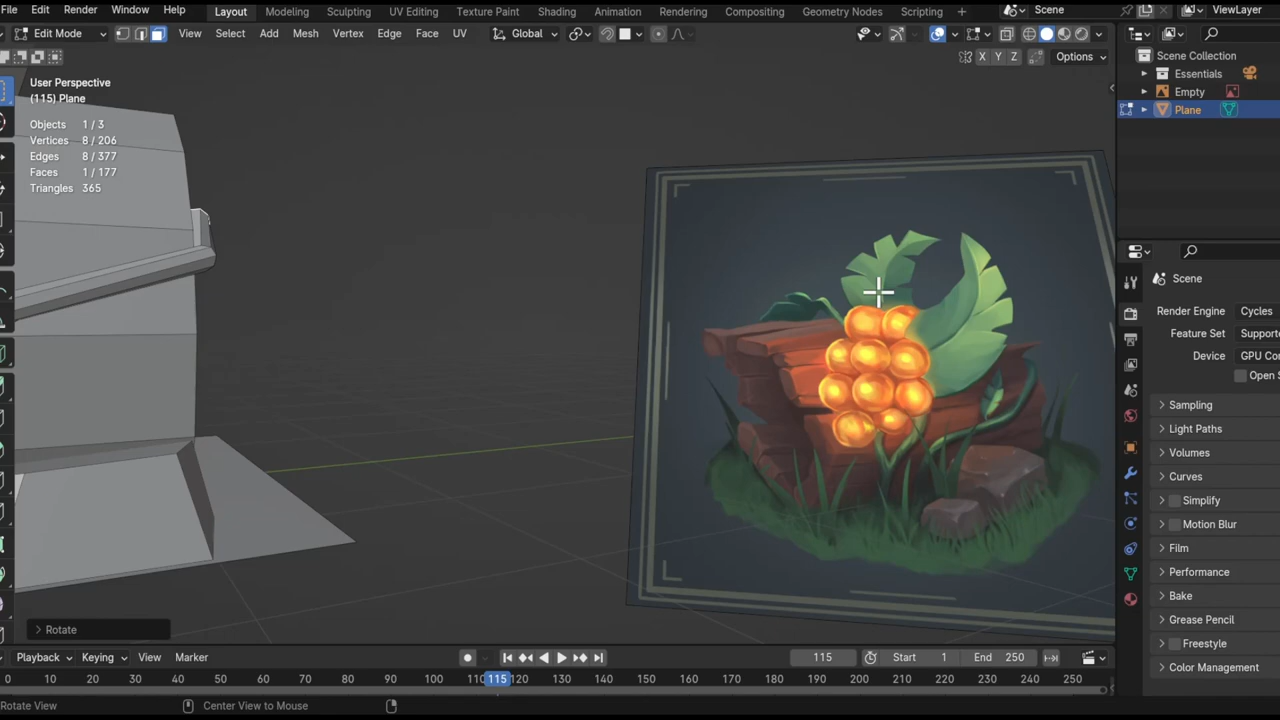 File Edit Render Window Help Layout Modeling Sculpting UV Editing Texture Paint Shading Animation Rendering Compositing Geometry Nodes Scripting + Scene ViewLayer
Edit Mode View Select Add Mesh Vertex Edge Face UV Global
X Y Z Options
User Perspective
(115) Plane
Objects 1 / 3
Vertices 8 / 206
Edges 8 / 377
Faces 1 / 177
Triangles 365
Scene Collection
Essentials
Empty
Plane
Scene
Render Engine Cycles
Feature Set Supporte
Device GPU Co
Open S
Sampling
Light Paths
Volumes
Curves
Simplify
Motion Blur
Film
Performance
Bake
Grease Pencil
Freestyle
Color Management
Rotate
Playback Keying View Marker 115 Start 1 End 250
0 10 20 30 40 50 60 70 80 90 100 110 115 120 130 140 150 160 170 180 190 200 210 220 230 240 250
Rotate View Center View to Mouse